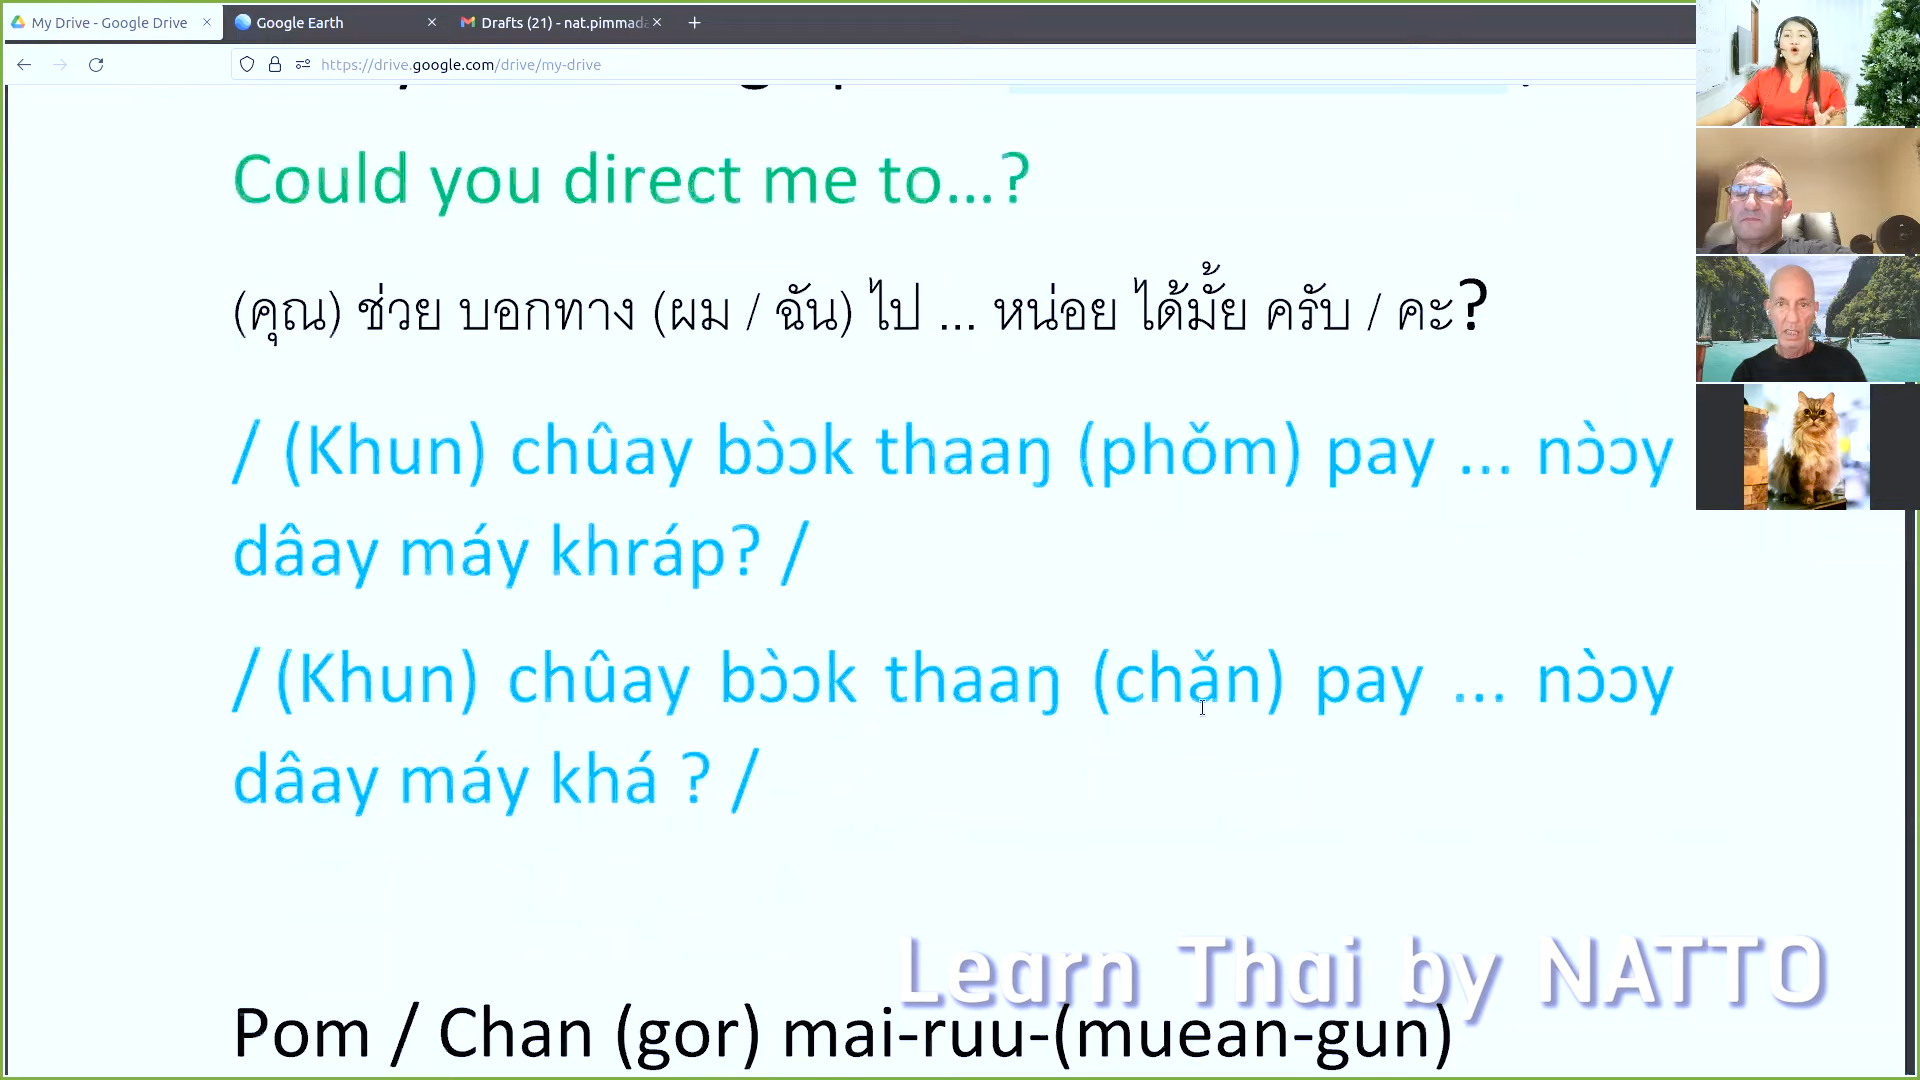 My Drive - Google Drive
Google Earth
Drafts (21) - nat.pimmada
https://drive.google.com/drive/my-drive
Could you direct me to...?
(คุณ) ช่วย บอกทาง (ผม / ฉัน) ไป ... หน่อย ได้มั้ย ครับ / คะ?
/ (Khun) chûay bɔ̀ɔk thaaŋ (phǒm) pay ... nɔ̀ɔy
dâay máy khráp? /
/ (Khun) chûay bɔ̀ɔk thaaŋ (chǎn) pay ... nɔ̀ɔy
dâay máy khá ? /
Learn Thai by NATTO
Pom / Chan (gor) mai-ruu-(muean-gun)